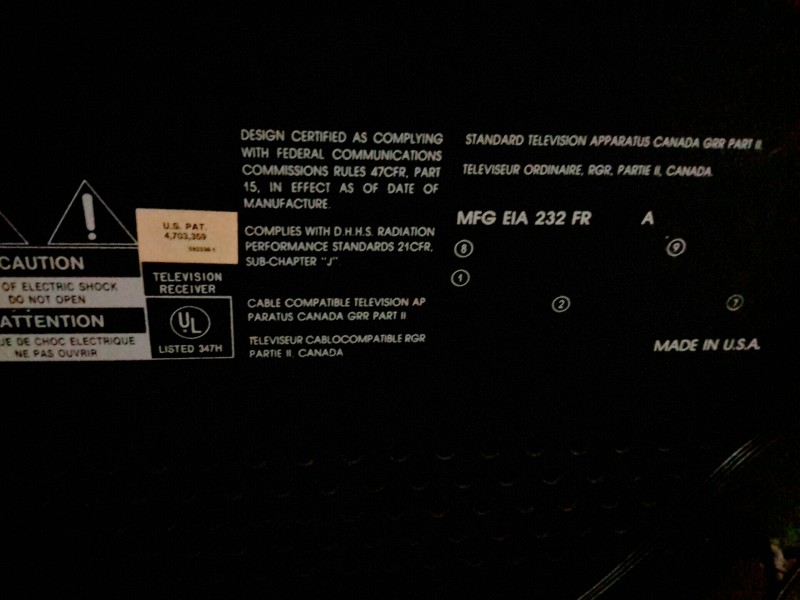 !
CAUTION
OF ELECTRIC SHOCK
DO NOT OPEN
ATTENTION
DE CHOC ELECTRIQUE
NE PAS OUVRIR
U.S. PAT.
4,703,359
TELEVISION
RECEIVER
UL
LISTED 347H
DESIGN CERTIFIED AS COMPLYING
WITH FEDERAL COMMUNICATIONS
COMMISSIONS RULES 47CFR, PART
15, IN EFFECT AS OF DATE OF
MANUFACTURE.
COMPLIES WITH D.H.H.S. RADIATION
PERFORMANCE STANDARDS 21CFR,
SUB-CHAPTER "J".
CABLE COMPATIBLE TELEVISION AP
PARATUS CANADA GRR PART II
TELEVISEUR CABLOCOMPATIBLE RGR
PARTIE II, CANADA
STANDARD TELEVISION APPARATUS CANADA GRR PART II.
TELEVISEUR ORDINAIRE, RGR, PARTIE II, CANADA.
MFG EIA 232 FR A
8 9
1
2 7
MADE IN U.S.A.